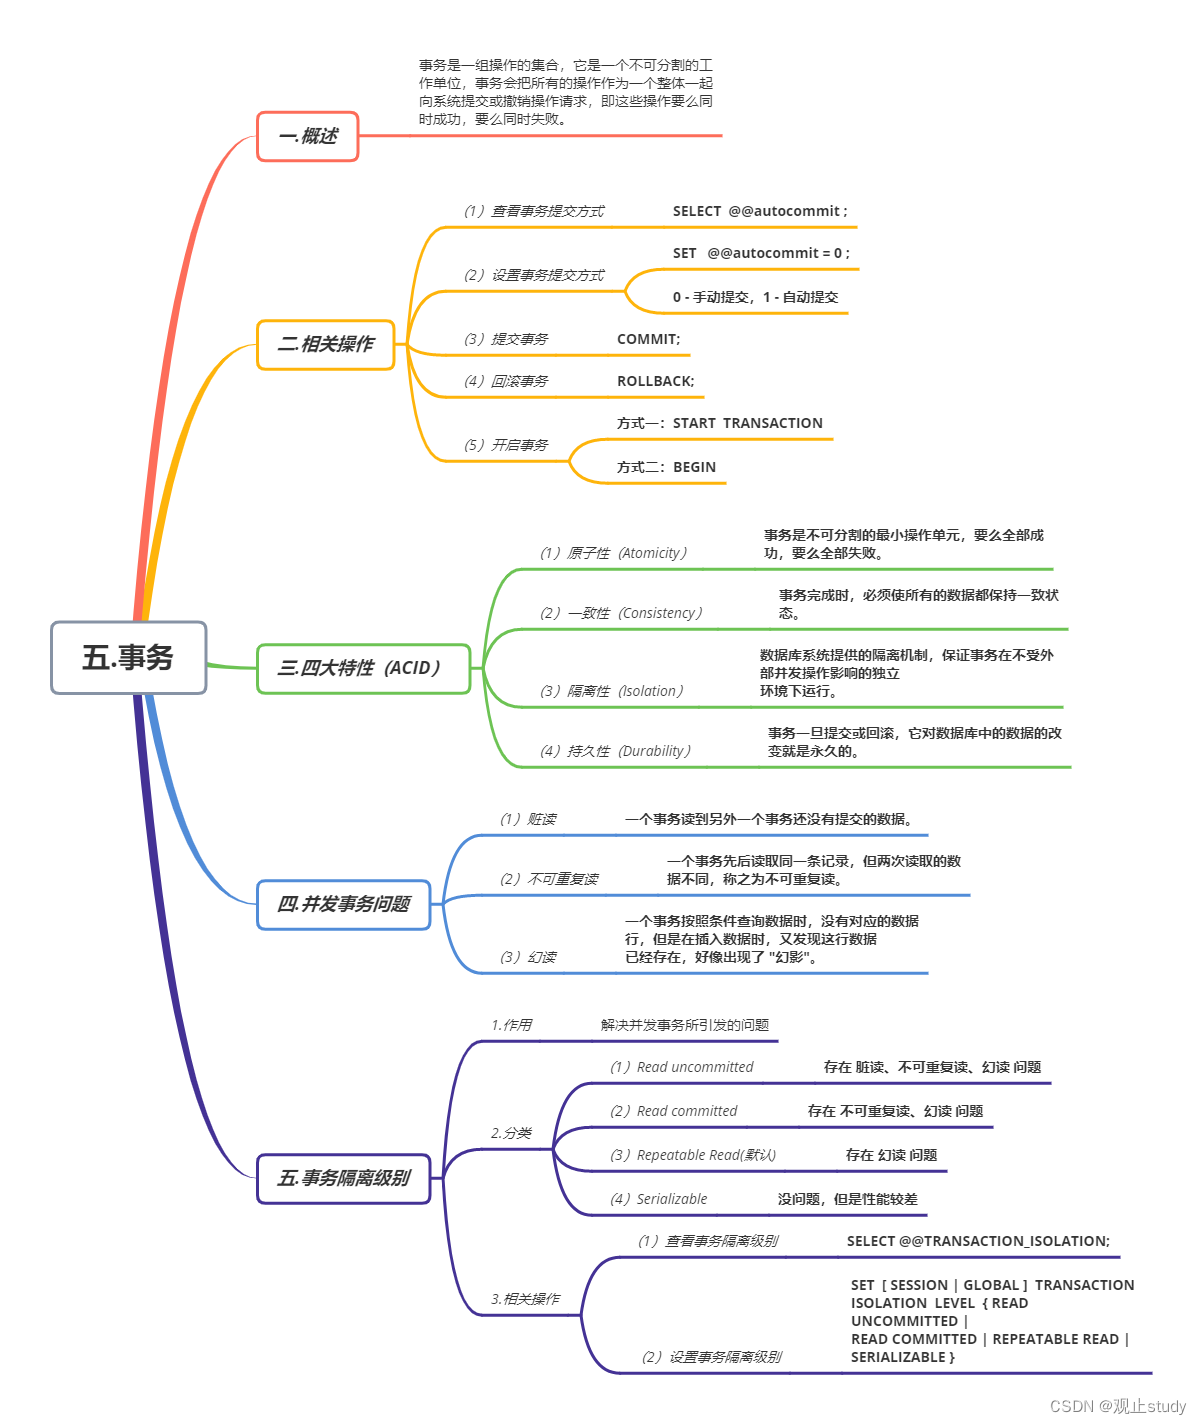 事务是一组操作的集合，它是一个不可分割的工
作单位，事务会把所有的操作作为一个整体一起
向系统提交或撤销操作请求，即这些操作要么同
时成功，要么同时失败。
一.概述
（1）查看事务提交方式
SELECT @@autocommit ;
（2）设置事务提交方式
SET @@autocommit = 0 ;
0 - 手动提交，1 - 自动提交
二.相关操作
（3）提交事务
COMMIT;
（4）回滚事务
ROLLBACK;
（5）开启事务
方式一：START TRANSACTION
方式二：BEGIN
五.事务
三.四大特性（ACID）
（1）原子性（Atomicity）
事务是不可分割的最小操作单元，要么全部成
功，要么全部失败。
（2）一致性（Consistency）
事务完成时，必须使所有的数据都保持一致状
态。
（3）隔离性（Isolation）
数据库系统提供的隔离机制，保证事务在不受外
部并发操作影响的独立
环境下运行。
（4）持久性（Durability）
事务一旦提交或回滚，它对数据库中的数据的改
变就是永久的。
四.并发事务问题
（1）赃读
一个事务读到另外一个事务还没有提交的数据。
（2）不可重复读
一个事务先后读取同一条记录，但两次读取的数
据不同，称之为不可重复读。
（3）幻读
一个事务按照条件查询数据时，没有对应的数据
行，但是在插入数据时，又发现这行数据
已经存在，好像出现了 "幻影"。
五.事务隔离级别
1.作用
解决并发事务所引发的问题
2.分类
（1）Read uncommitted
存在 脏读、不可重复读、幻读 问题
（2）Read committed
存在 不可重复读、幻读 问题
（3）Repeatable Read(默认)
存在 幻读 问题
（4）Serializable
没问题，但是性能较差
3.相关操作
（1）查看事务隔离级别
SELECT @@TRANSACTION_ISOLATION;
（2）设置事务隔离级别
SET [ SESSION | GLOBAL ] TRANSACTION
ISOLATION LEVEL { READ
UNCOMMITTED |
READ COMMITTED | REPEATABLE READ |
SERIALIZABLE }
CSDN @观止study